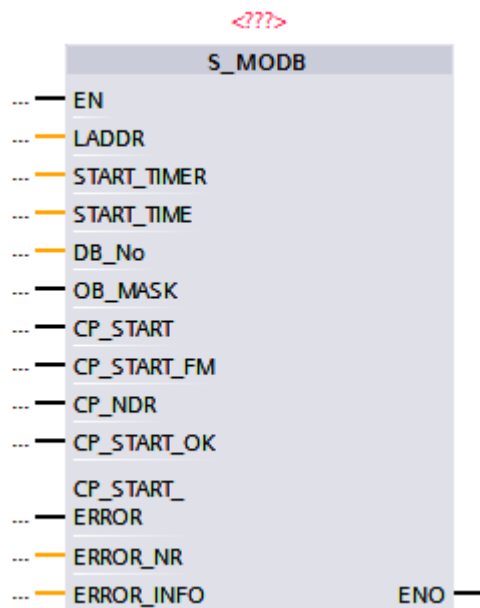 <???>
S_MODB
... EN
... LADDR
... START_TIMER
... START_TIME
... DB_No
... OB_MASK
... CP_START
... CP_START_FM
... CP_NDR
... CP_START_OK
CP_START_
... ERROR
... ERROR_NR
... ERROR_INFO ENO